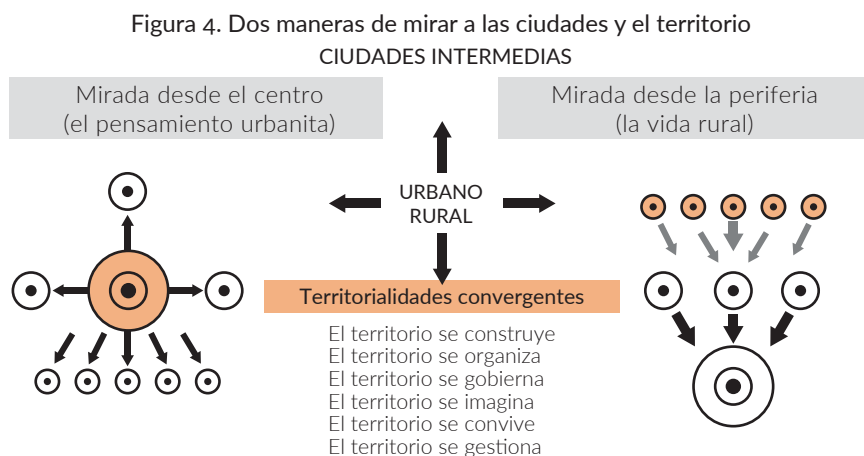 Figura 4. Dos maneras de mirar a las ciudades y el territorio
CIUDADES INTERMEDIAS
Mirada desde el centro
(el pensamiento urbanita)
Mirada desde la periferia
(la vida rural)
URBANO
RURAL
Territorialidades convergentes
El territorio se construye
El territorio se organiza
El territorio se gobierna
El territorio se imagina
El territorio se convive
El territorio se gestiona